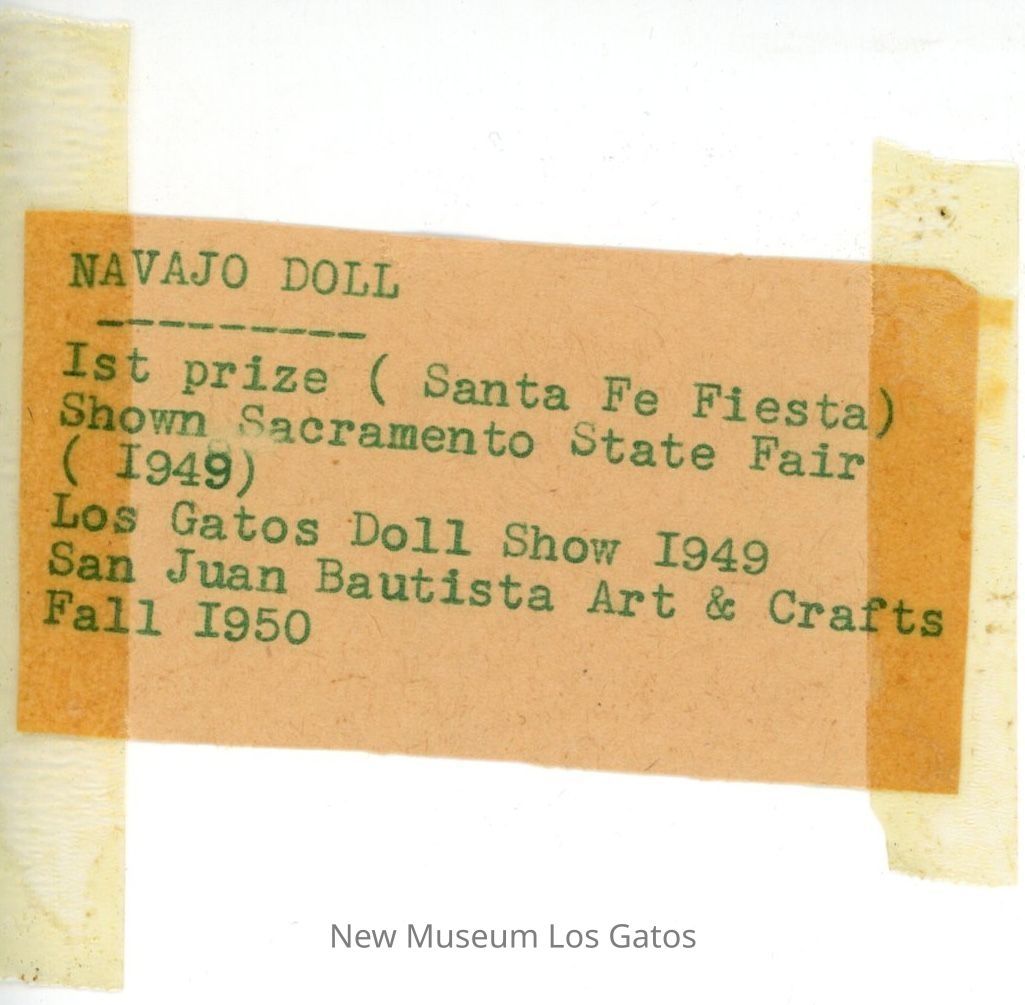 NAVAJO DOLL
---------
Ist prize ( Santa Fe Fiesta)
Shown Sacramento State Fair
( I949)
Los Gatos Doll Show I949
San Juan Bautista Art & Crafts
Fall I950
New Museum Los Gatos